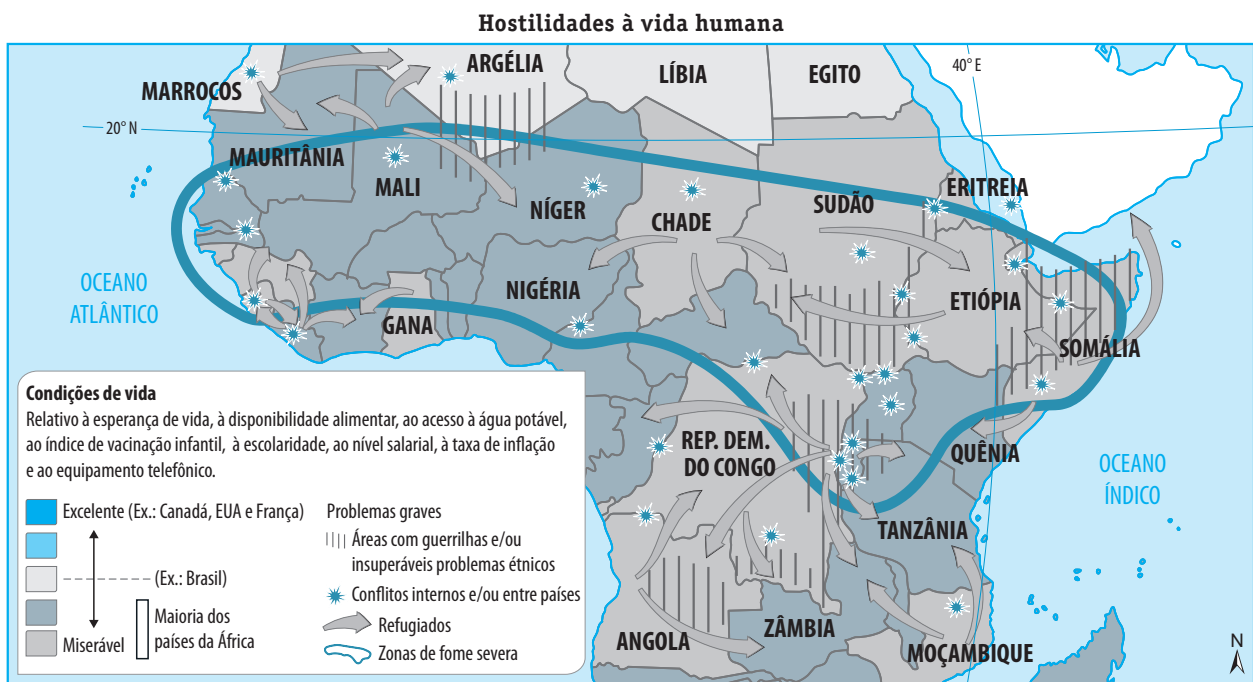 Hostilidades à vida humana
MARROCOS
ARGÉLIA
LÍBIA
EGITO
40° E
20° N
MAURITÂNIA
MALI
NÍGER
CHADE
SUDÃO
ERITREIA
OCEANO
ATLÂNTICO
NIGÉRIA
GANA
ETIÓPIA
SOMÁLIA
REP. DEM.
DO CONGO
QUÊNIA
OCEANO
ÍNDICO
TANZÂNIA
ANGOLA
ZÂMBIA
MOÇAMBIQUE
N
Condições de vida
Relativo à esperança de vida, à disponibilidade alimentar, ao acesso à água potável,
ao índice de vacinação infantil, à escolaridade, ao nível salarial, à taxa de inflação
e ao equipamento telefônico.
Excelente (Ex.: Canadá, EUA e França)
(Ex.: Brasil)
Maioria dos
países da África
Miserável
Problemas graves
Áreas com guerrilhas e/ou
insuperáveis problemas étnicos
Conflitos internos e/ou entre países
Refugiados
Zonas de fome severa